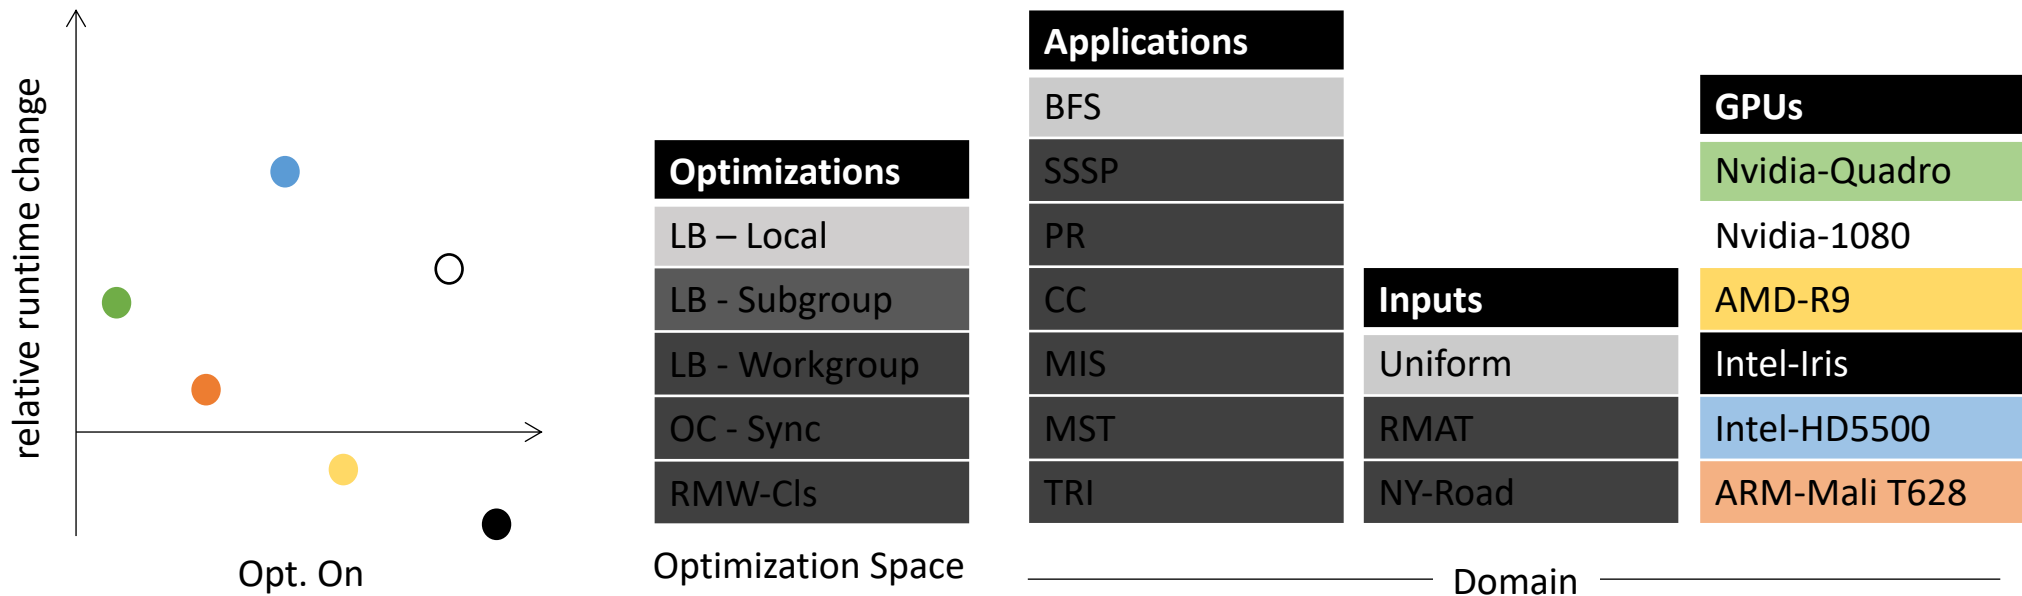 relative runtime change
Opt. On
Optimizations
LB – Local
LB - Subgroup
LB - Workgroup
OC - Sync
RMW-Cls
Optimization Space
Applications
BFS
SSSP
PR
CC
MIS
MST
TRI
Inputs
Uniform
RMAT
NY-Road
GPUs
Nvidia-Quadro
Nvidia-1080
AMD-R9
Intel-Iris
Intel-HD5500
ARM-Mali T628
Domain